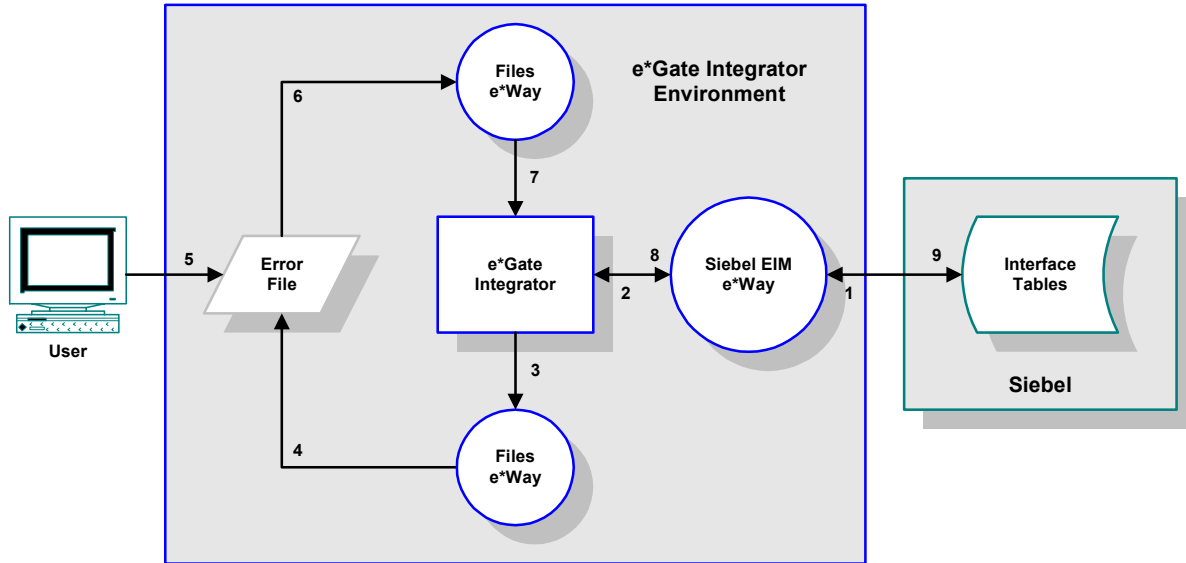 Files
e*Way
e*Gate Integrator
Environment
6
7
User
5
Error
File
e*Gate
Integrator
8
2
Siebel EIM
e*Way
1
9
Interface
Tables
Siebel
3
4
Files
e*Way